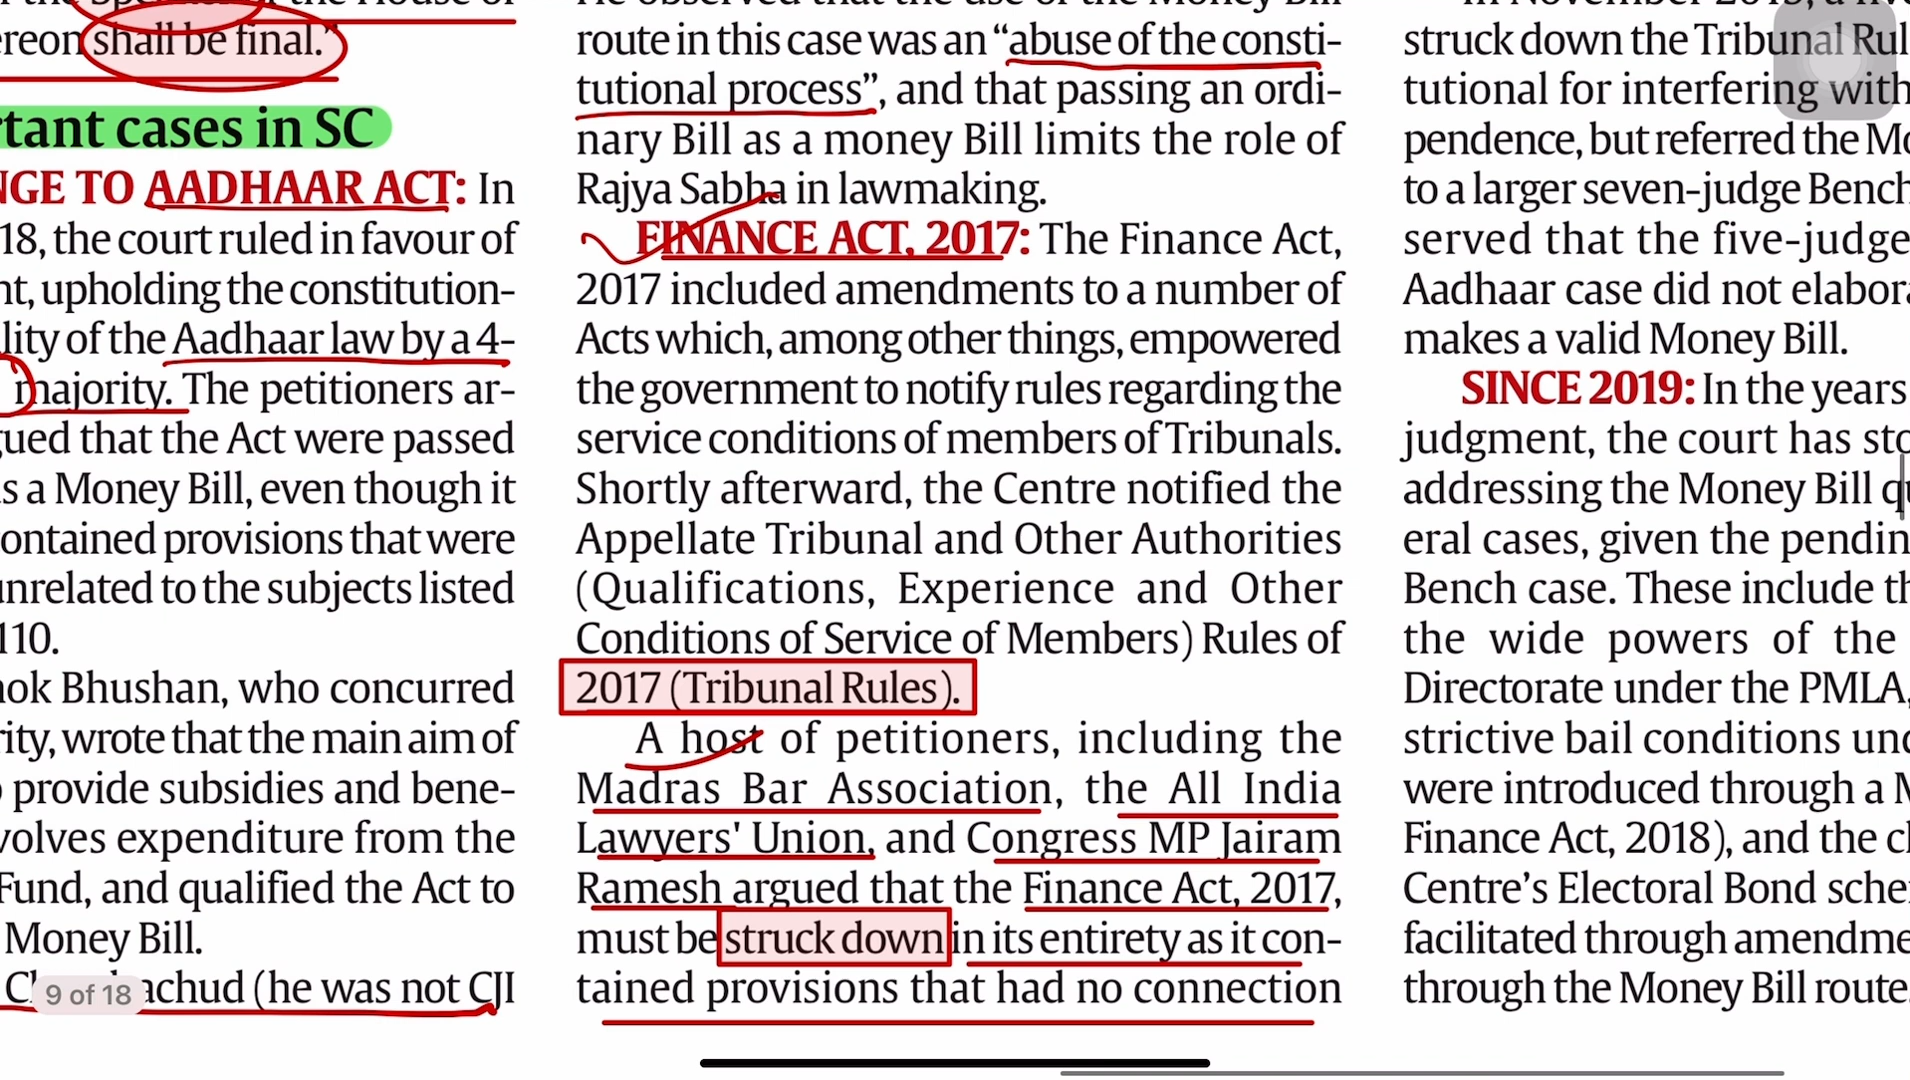 shall be final."
tant cases in SC
NGE TO AADHAAR ACT: In
18, the court ruled in favour of
nt, upholding the constitution-
lity of the Aadhaar law by a 4-
majority. The petitioners ar-
gued that the Act were passed
s a Money Bill, even though it
ontained provisions that were
unrelated to the subjects listed
110.
ok Bhushan, who concurred
rity, wrote that the main aim of
provide subsidies and bene-
volves expenditure from the
Fund, and qualified the Act to
Money Bill.
achud (he was not CJI
9 of 18
route in this case was an "abuse of the consti-
tutional process", and that passing an ordi-
nary Bill as a money Bill limits the role of
Rajya Sabha in lawmaking.
FINANCE ACT, 2017: The Finance Act,
2017 included amendments to a number of
Acts which, among other things, empowered
the government to notify rules regarding the
service conditions of members of Tribunals.
Shortly afterward, the Centre notified the
Appellate Tribunal and Other Authorities
(Qualifications, Experience and Other
Conditions of Service of Members) Rules of
2017 (Tribunal Rules).
A host of petitioners, including the
Madras Bar Association, the All India
Lawyers' Union, and Congress MP Jairam
Ramesh argued that the Finance Act, 2017,
must be struck down in its entirety as it con-
tained provisions that had no connection
struck down the Tribunal Rul
tutional for interfering with
pendence, but referred the Mo
to a larger seven-judge Bench
served that the five-judge
Aadhaar case did not elabora
makes a valid Money Bill.
SINCE 2019: In the years
judgment, the court has sto
addressing the Money Bill qu
eral cases, given the pendin
Bench case. These include th
the wide powers of the
Directorate under the PMLA,
strictive bail conditions und
were introduced through a M
Finance Act, 2018), and the cl
Centre's Electoral Bond sche
facilitated through amendme
through the Money Bill route.